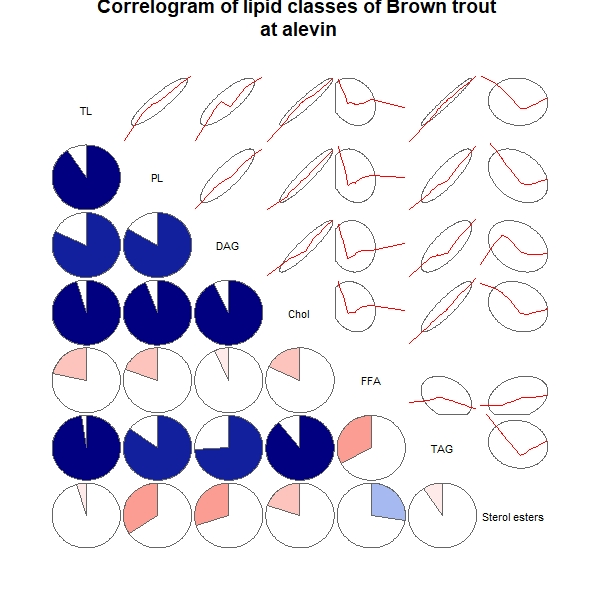 Correlogram of lipid classes of Brown trout
at alevin
TL
PL
DAG
Chol
FFA
TAG
Sterol esters